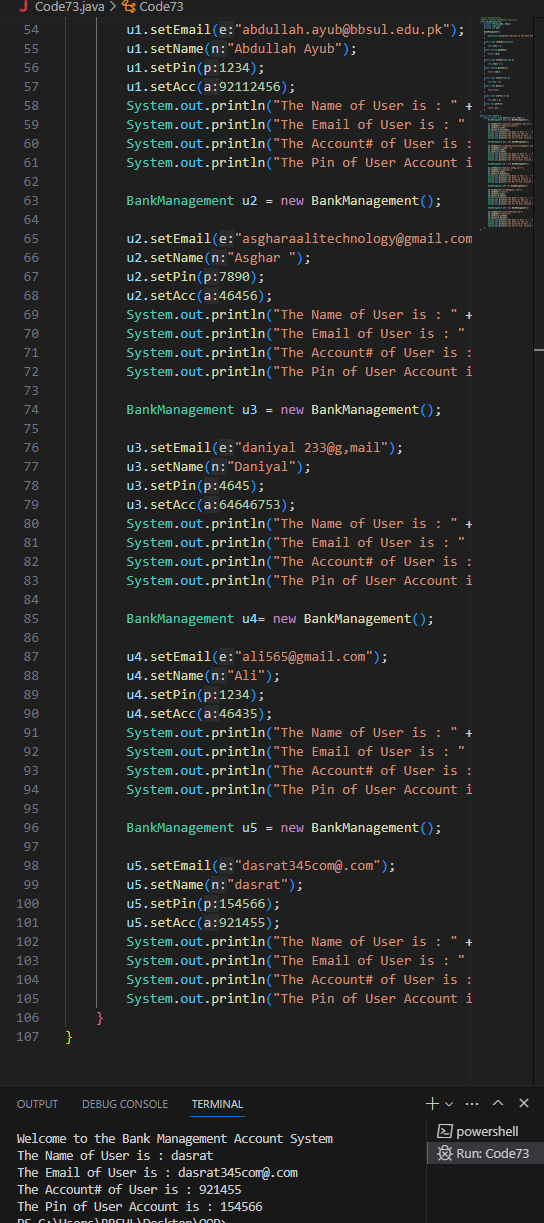 Code73.java > Code73
54 u1.setEmail(e:"abdullah.ayub@bbsul.edu.pk");
55 u1.setName(n:"Abdullah Ayub");
56 u1.setPin(p:1234);
57 u1.setAcc(a:92112456);
58 System.out.println("The Name of User is : " +
59 System.out.println("The Email of User is : "
60 System.out.println("The Account# of User is :
61 System.out.println("The Pin of User Account i
62
63 BankManagement u2 = new BankManagement();
64
65 u2.setEmail(e:"asgharaalitechnology@gmail.com
66 u2.setName(n:"Asghar ");
67 u2.setPin(p:7890);
68 u2.setAcc(a:46456);
69 System.out.println("The Name of User is : " +
70 System.out.println("The Email of User is : "
71 System.out.println("The Account# of User is :
72 System.out.println("The Pin of User Account i
73
74 BankManagement u3 = new BankManagement();
75
76 u3.setEmail(e:"daniyal 233@g,mail");
77 u3.setName(n:"Daniyal");
78 u3.setPin(p:4645);
79 u3.setAcc(a:64646753);
80 System.out.println("The Name of User is : " +
81 System.out.println("The Email of User is : "
82 System.out.println("The Account# of User is :
83 System.out.println("The Pin of User Account i
84
85 BankManagement u4= new BankManagement();
86
87 u4.setEmail(e:"ali565@gmail.com");
88 u4.setName(n:"Ali");
89 u4.setPin(p:1234);
90 u4.setAcc(a:46435);
91 System.out.println("The Name of User is : " +
92 System.out.println("The Email of User is : "
93 System.out.println("The Account# of User is :
94 System.out.println("The Pin of User Account i
95
96 BankManagement u5 = new BankManagement();
97
98 u5.setEmail(e:"dasrat345com@.com");
99 u5.setName(n:"dasrat");
100 u5.setPin(p:154566);
101 u5.setAcc(a:921455);
102 System.out.println("The Name of User is : " +
103 System.out.println("The Email of User is : "
104 System.out.println("The Account# of User is :
105 System.out.println("The Pin of User Account i
106 }
107 }
OUTPUT DEBUG CONSOLE TERMINAL
Welcome to the Bank Management Account System
The Name of User is : dasrat
The Email of User is : dasrat345com@.com
The Account# of User is : 921455
The Pin of User Account is : 154566
PS C:\Users\BBSUL\Desktop\OOP>
powershell
Run: Code73